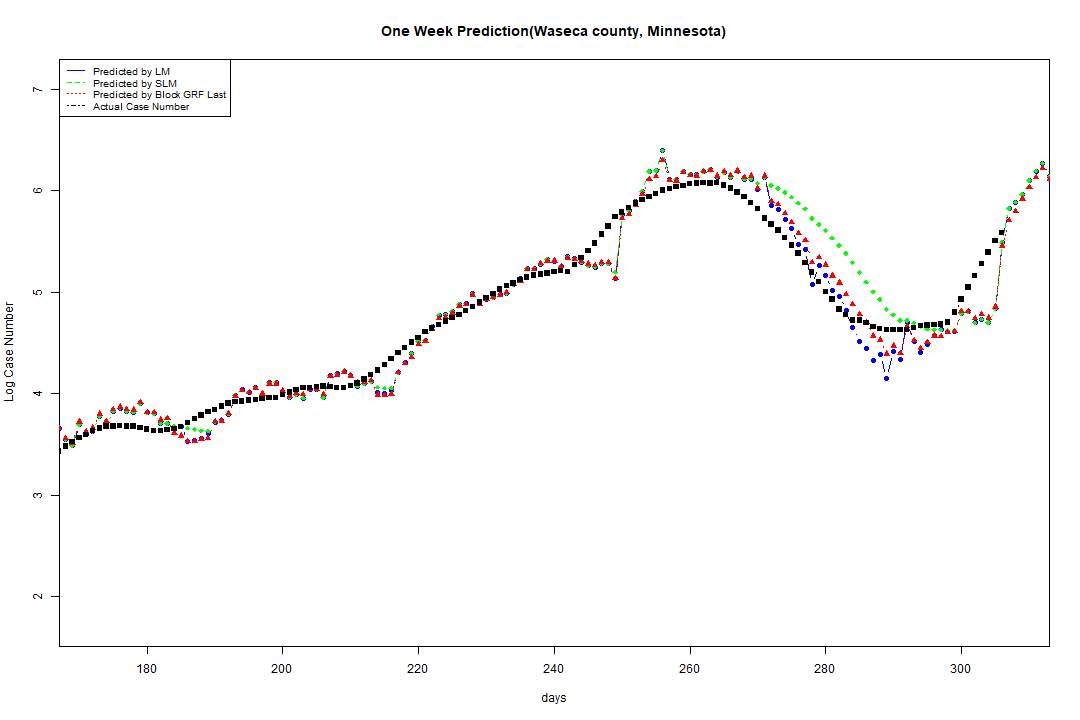 One Week Prediction(Waseca county, Minnesota)
Predicted by LM
Predicted by SLM
Predicted by Block GRF Last
Actual Case Number
7
6
5
4
3
2
Log Case Number
180 200 220 240 260 280 300
days